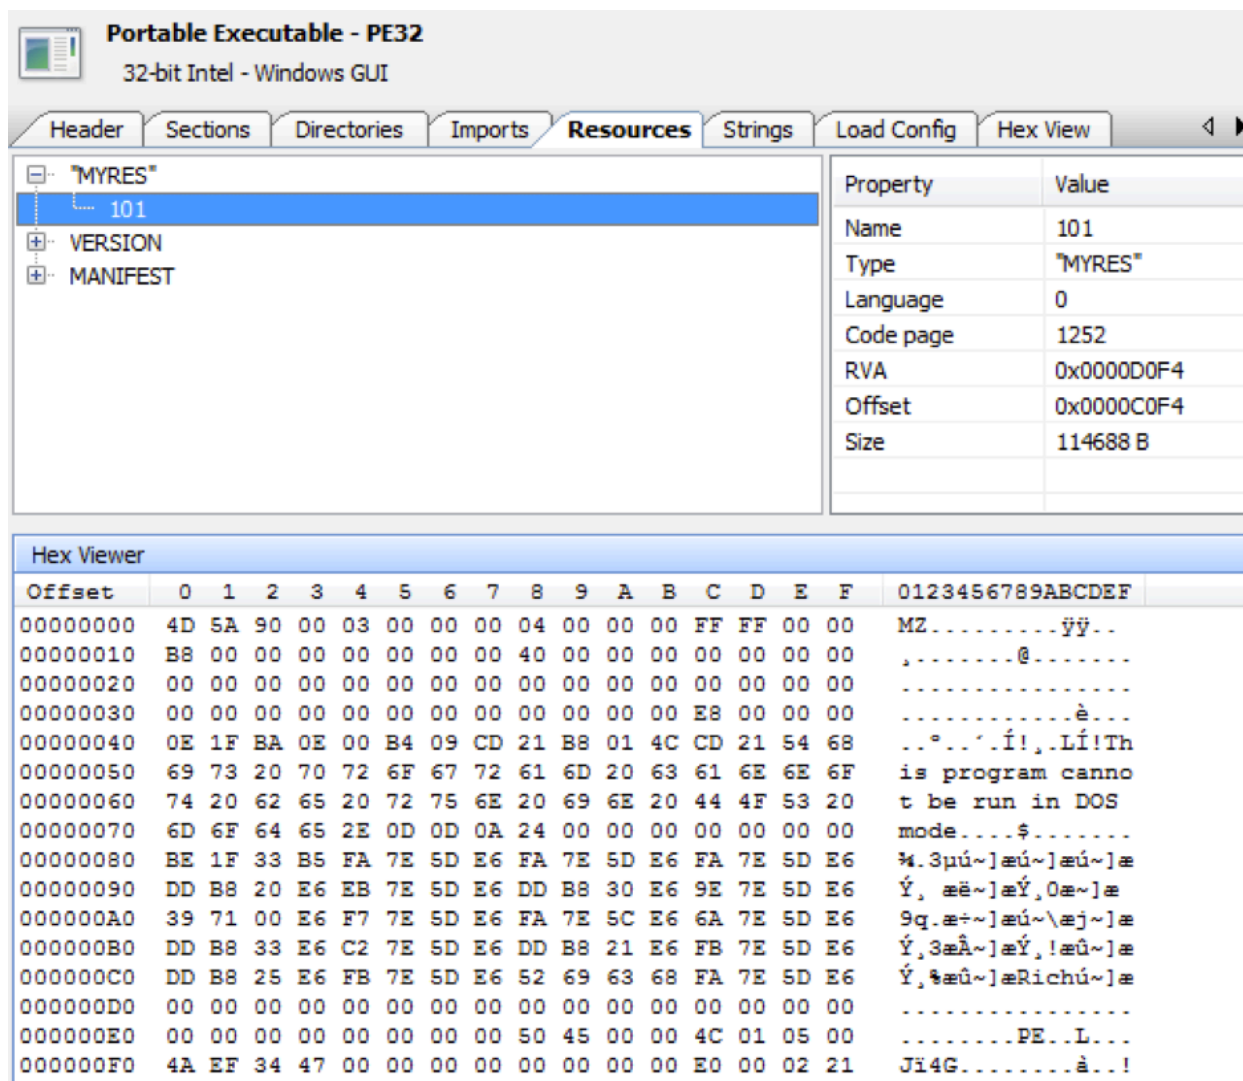 Portable Executable - PE32
32-bit Intel - Windows GUI
Header Sections Directories Imports Resources Strings Load Config Hex View
"MYRES"
101
VERSION
MANIFEST
Property Value
Name 101
Type "MYRES"
Language 0
Code page 1252
RVA 0x0000D0F4
Offset 0x0000C0F4
Size 114688 B
Hex Viewer
Offset 0 1 2 3 4 5 6 7 8 9 A B C D E F 0123456789ABCDEF
00000000 4D 5A 90 00 03 00 00 00 04 00 00 00 FF FF 00 00 MZ..........ÿÿ..
00000010 B8 00 00 00 00 00 00 00 40 00 00 00 00 00 00 00 ¸.......@.......
00000020 00 00 00 00 00 00 00 00 00 00 00 00 00 00 00 00 ................
00000030 00 00 00 00 00 00 00 00 00 00 00 00 E8 00 00 00 ............è...
00000040 0E 1F BA 0E 00 B4 09 CD 21 B8 01 4C CD 21 54 68 ..º..´.Í!¸.LÍ!Th
00000050 69 73 20 70 72 6F 67 72 61 6D 20 63 61 6E 6E 6F is program canno
00000060 74 20 62 65 20 72 75 6E 20 69 6E 20 44 4F 53 20 t be run in DOS
00000070 6D 6F 64 65 2E 0D 0D 0A 24 00 00 00 00 00 00 00 mode....$.......
00000080 BE 1F 33 B5 FA 7E 5D E6 FA 7E 5D E6 FA 7E 5D E6 ¾.3µú~]æú~]æú~]æ
00000090 DD B8 20 E6 EB 7E 5D E6 DD B8 30 E6 9E 7E 5D E6 Ý¸ æë~]æÝ¸0æ~]æ
000000A0 39 71 00 E6 F7 7E 5D E6 FA 7E 5C E6 6A 7E 5D E6 9q.æ÷~]æú~\æj~]æ
000000B0 DD B8 33 E6 C2 7E 5D E6 DD B8 21 E6 FB 7E 5D E6 Ý¸3æÂ~]æÝ¸!æû~]æ
000000C0 DD B8 25 E6 FB 7E 5D E6 52 69 63 68 FA 7E 5D E6 Ý¸%æû~]æRichú~]æ
000000D0 00 00 00 00 00 00 00 00 00 00 00 00 00 00 00 00 ................
000000E0 00 00 00 00 00 00 00 00 50 45 00 00 4C 01 05 00 ........PE..L...
000000F0 4A EF 34 47 00 00 00 00 00 00 00 00 E0 00 02 21 Jï4G........à..!